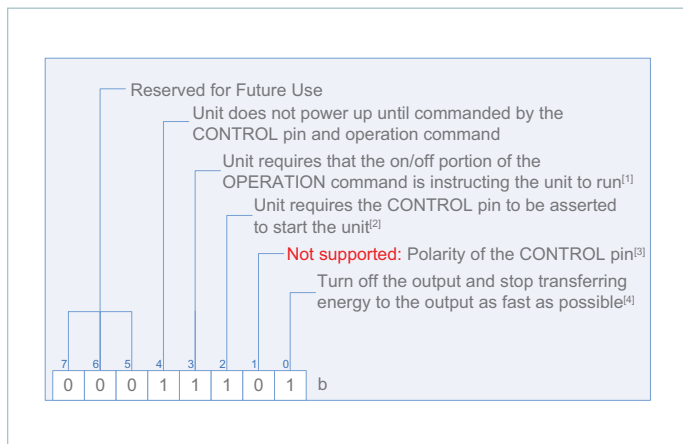 Reserved for Future Use
Unit does not power up until commanded by the
CONTROL pin and operation command
Unit requires that the on/off portion of the
OPERATION command is instructing the unit to run[1]
Unit requires the CONTROL pin to be asserted
to start the unit[2]
Not supported: Polarity of the CONTROL pin[3]
Turn off the output and stop transferring
energy to the output as fast as possible[4]
7 6 5 4 3 2 1 0
0 0 0 1 1 1 0 1 b